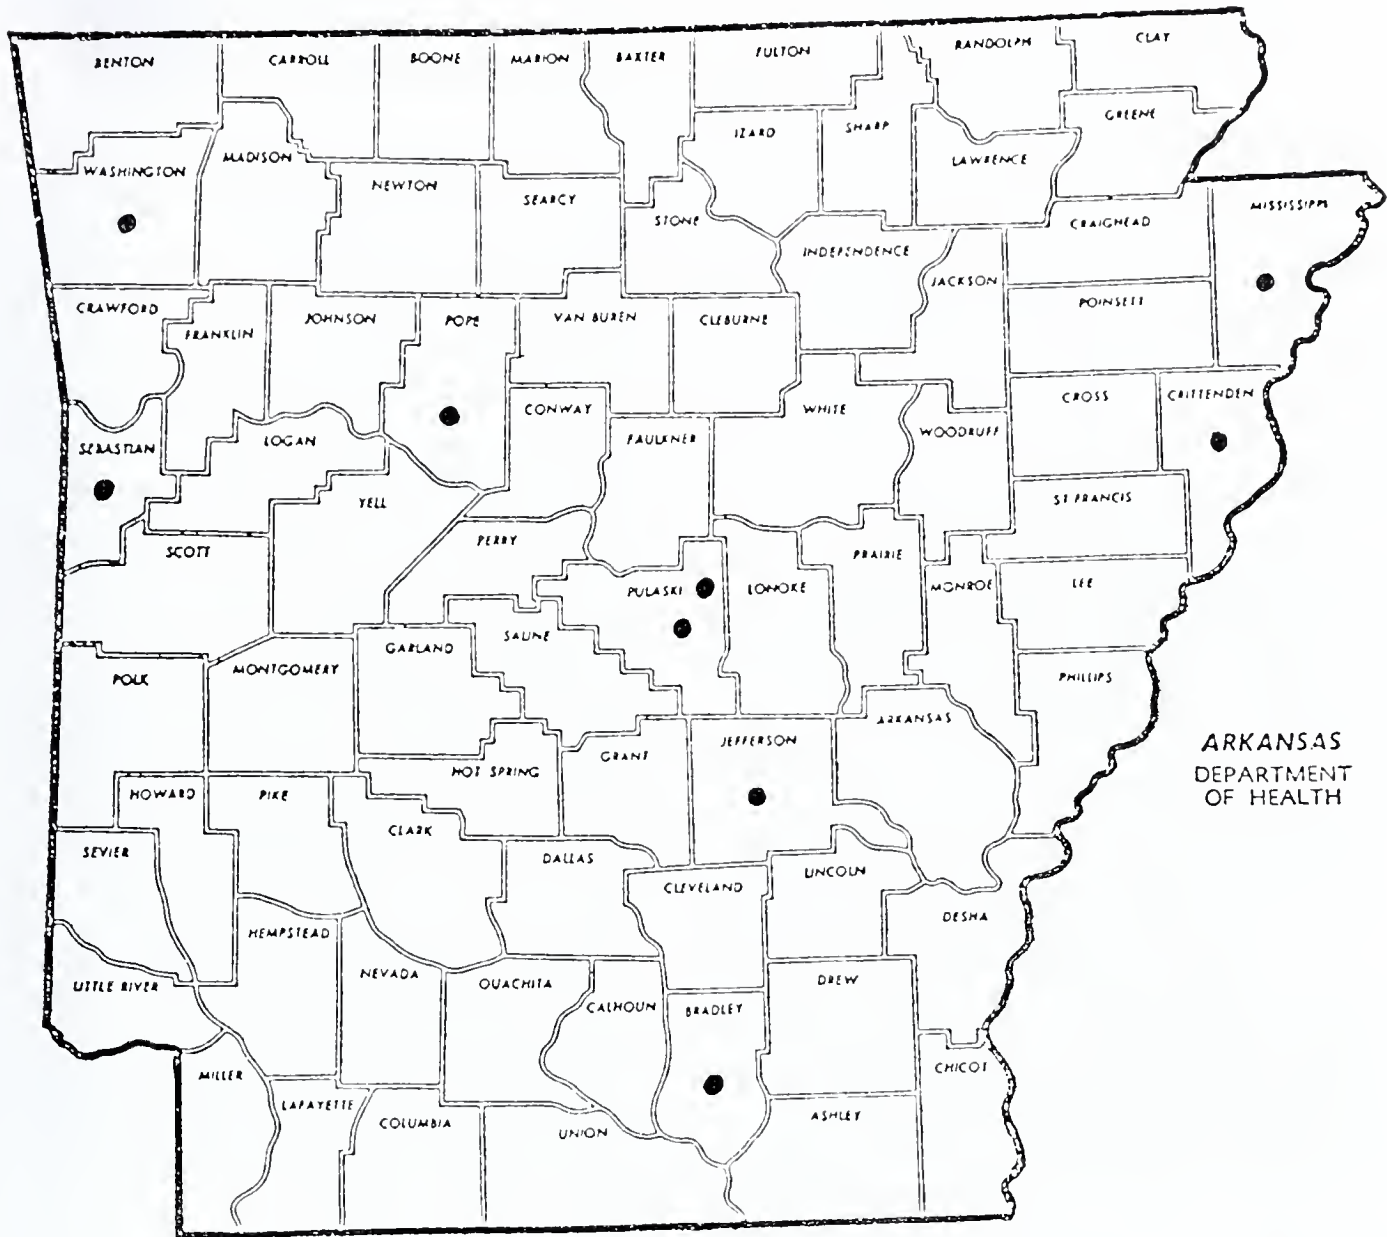 BENTON
CARROLL
BOONE
MARION
BAXTER
FULTON
RANDOLPH
CLAY
WASHINGTON
MADISON
NEWTON
SEARCY
STONE
IZARD
SHARP
LAWRENCE
GREENE
CRAIGHEAD
MISSISSIPPI
INDEPENDENCE
JACKSON
POINSETT
CRAWFORD
FRANKLIN
JOHNSON
POPE
VAN BUREN
CLEBURNE
CONWAY
WHITE
WOODRUFF
CROSS
CRITTENDEN
SEBASTIAN
LOGAN
FAULKNER
YELL
ST FRANCIS
SCOTT
PERRY
PULASKI
LONOKE
PRAIRIE
MONROE
LEE
POLK
MONTGOMERY
GARLAND
SALINE
PHILLIPS
ARKANSAS
JEFFERSON
GRANT
HOT SPRING
ARKANSAS
DEPARTMENT
OF HEALTH
HOWARD
PIKE
CLARK
DALLAS
SEVIER
CLEVELAND
LINCOLN
DESHA
HEMPSTEAD
NEVADA
OUACHITA
CALHOUN
BRADLEY
DREW
LITTLE RIVER
MILLER
LAFAYETTE
COLUMBIA
UNION
ASHLEY
CHICOT